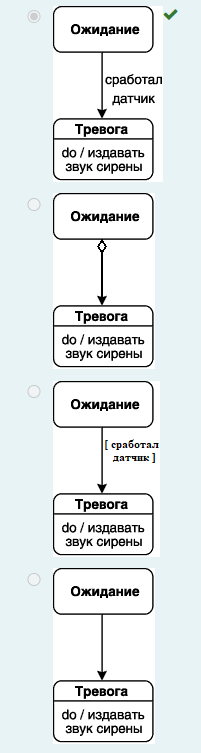 Ожидание
сработал
датчик
Тревога
do / издавать
звук сирены
Ожидание
Тревога
do / издавать
звук сирены
Ожидание
[ сработал
датчик ]
Тревога
do / издавать
звук сирены
Ожидание
Тревога
do / издавать
звук сирены